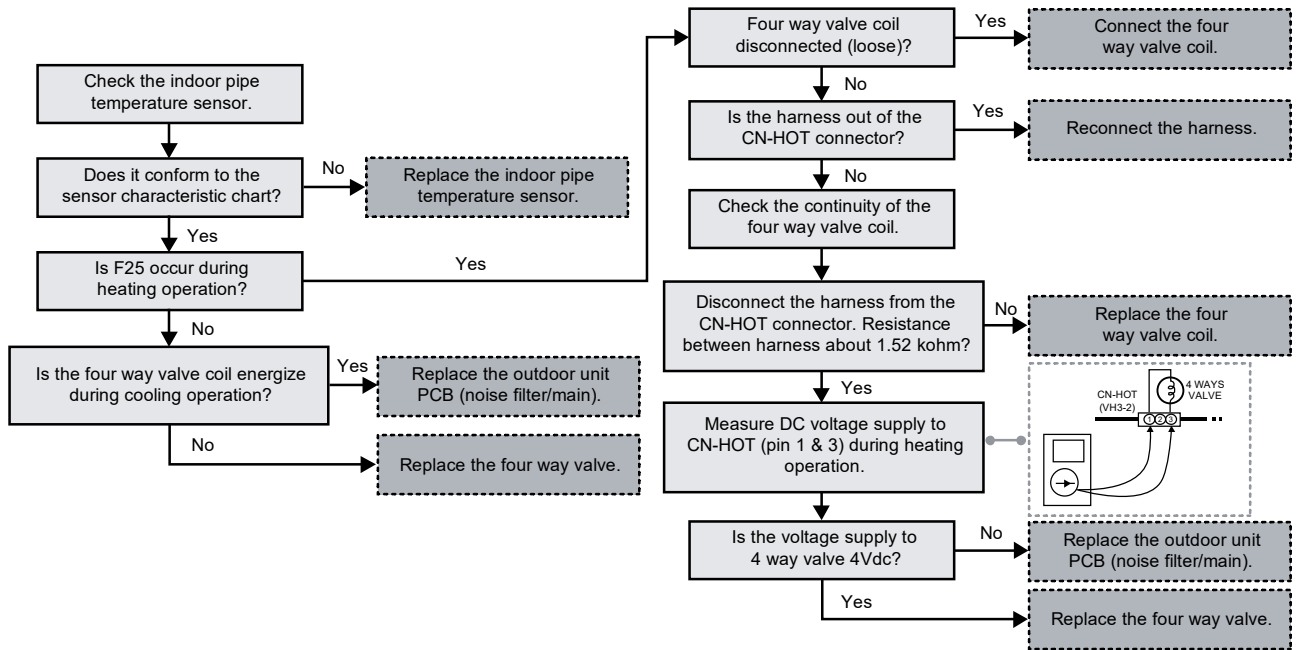 Check the indoor pipe
temperature sensor.
Does it conform to the
sensor characteristic chart?
No
Replace the indoor pipe
temperature sensor.
Yes
Is F25 occur during
heating operation?
Yes
No
Is the four way valve coil energize
during cooling operation?
Yes
Replace the outdoor unit
PCB (noise filter/main).
No
Replace the four way valve.
Four way valve coil
disconnected (loose)?
Yes
Connect the four
way valve coil.
No
Is the harness out of the
CN-HOT connector?
Yes
Reconnect the harness.
No
Check the continuity of the
four way valve coil.
Disconnect the harness from the
CN-HOT connector. Resistance
between harness about 1.52 kohm?
No
Replace the four
way valve coil.
Yes
Measure DC voltage supply to
CN-HOT (pin 1 & 3) during heating
operation.
4 WAYS
VALVE
CN-HOT
(VH3-2)
1 2 3
Is the voltage supply to
4 way valve 4Vdc?
No
Replace the outdoor unit
PCB (noise filter/main).
Yes
Replace the four way valve.